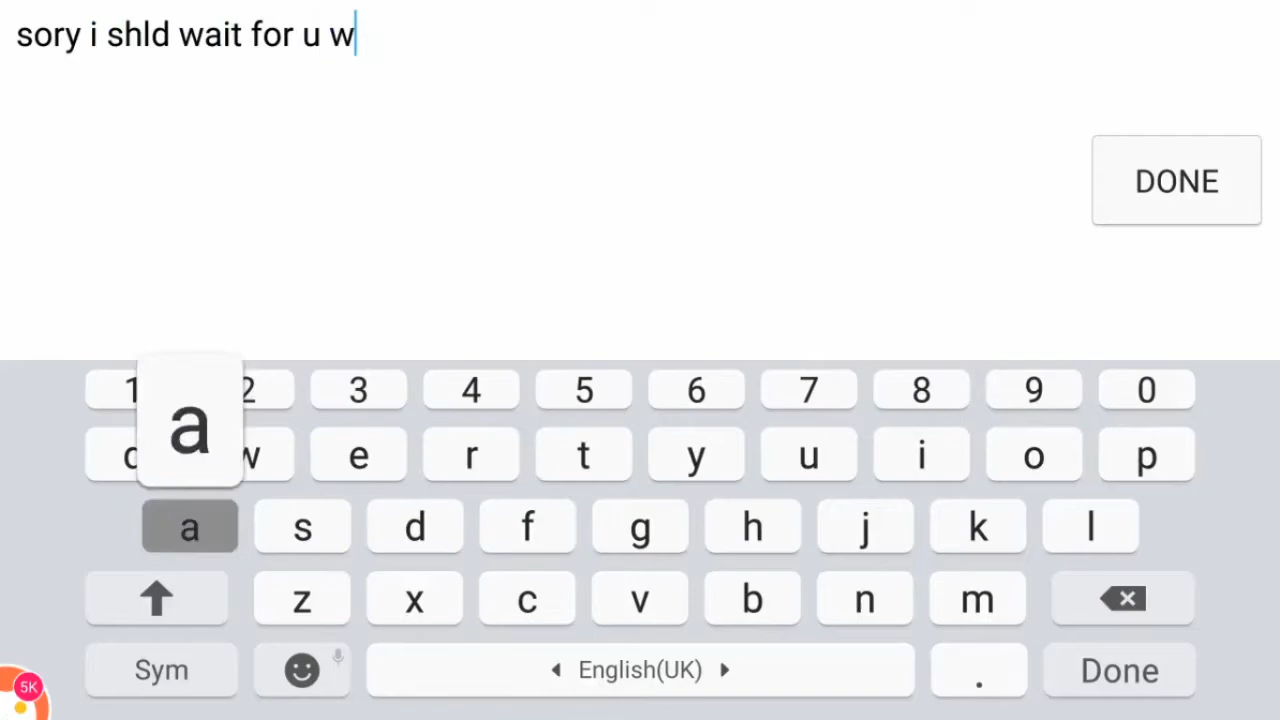 sory i shld wait for u w
DONE
1 2 3 4 5 6 7 8 9 0
a
w e r t y u i o p
a s d f g h j k l
z x c v b n m
Sym English(UK) . Done
5K